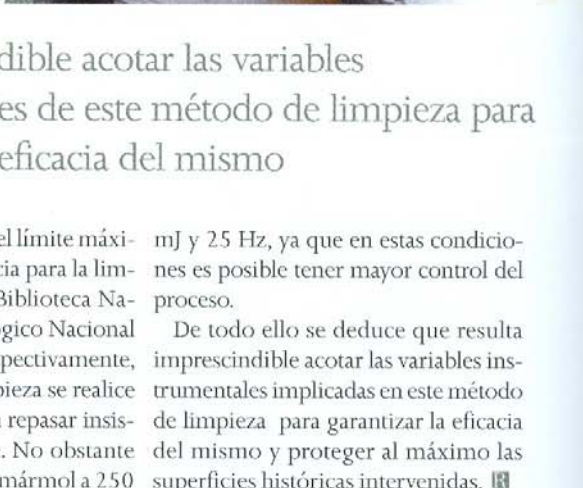 dible acotar las variables
es de este método de limpieza para
eficacia del mismo
el límite máxi-
cia para la lim-
Biblioteca Na-
gico Nacional
pectivamente,
pieza se realice
repasar insis-
. No obstante
mármol a 250
mJ y 25 Hz, ya que en estas condicio-
nes es posible tener mayor control del
proceso.
De todo ello se deduce que resulta
imprescindible acotar las variables ins-
trumentales implicadas en este método
de limpieza para garantizar la eficacia
del mismo y proteger al máximo las
superficies históricas intervenidas. R